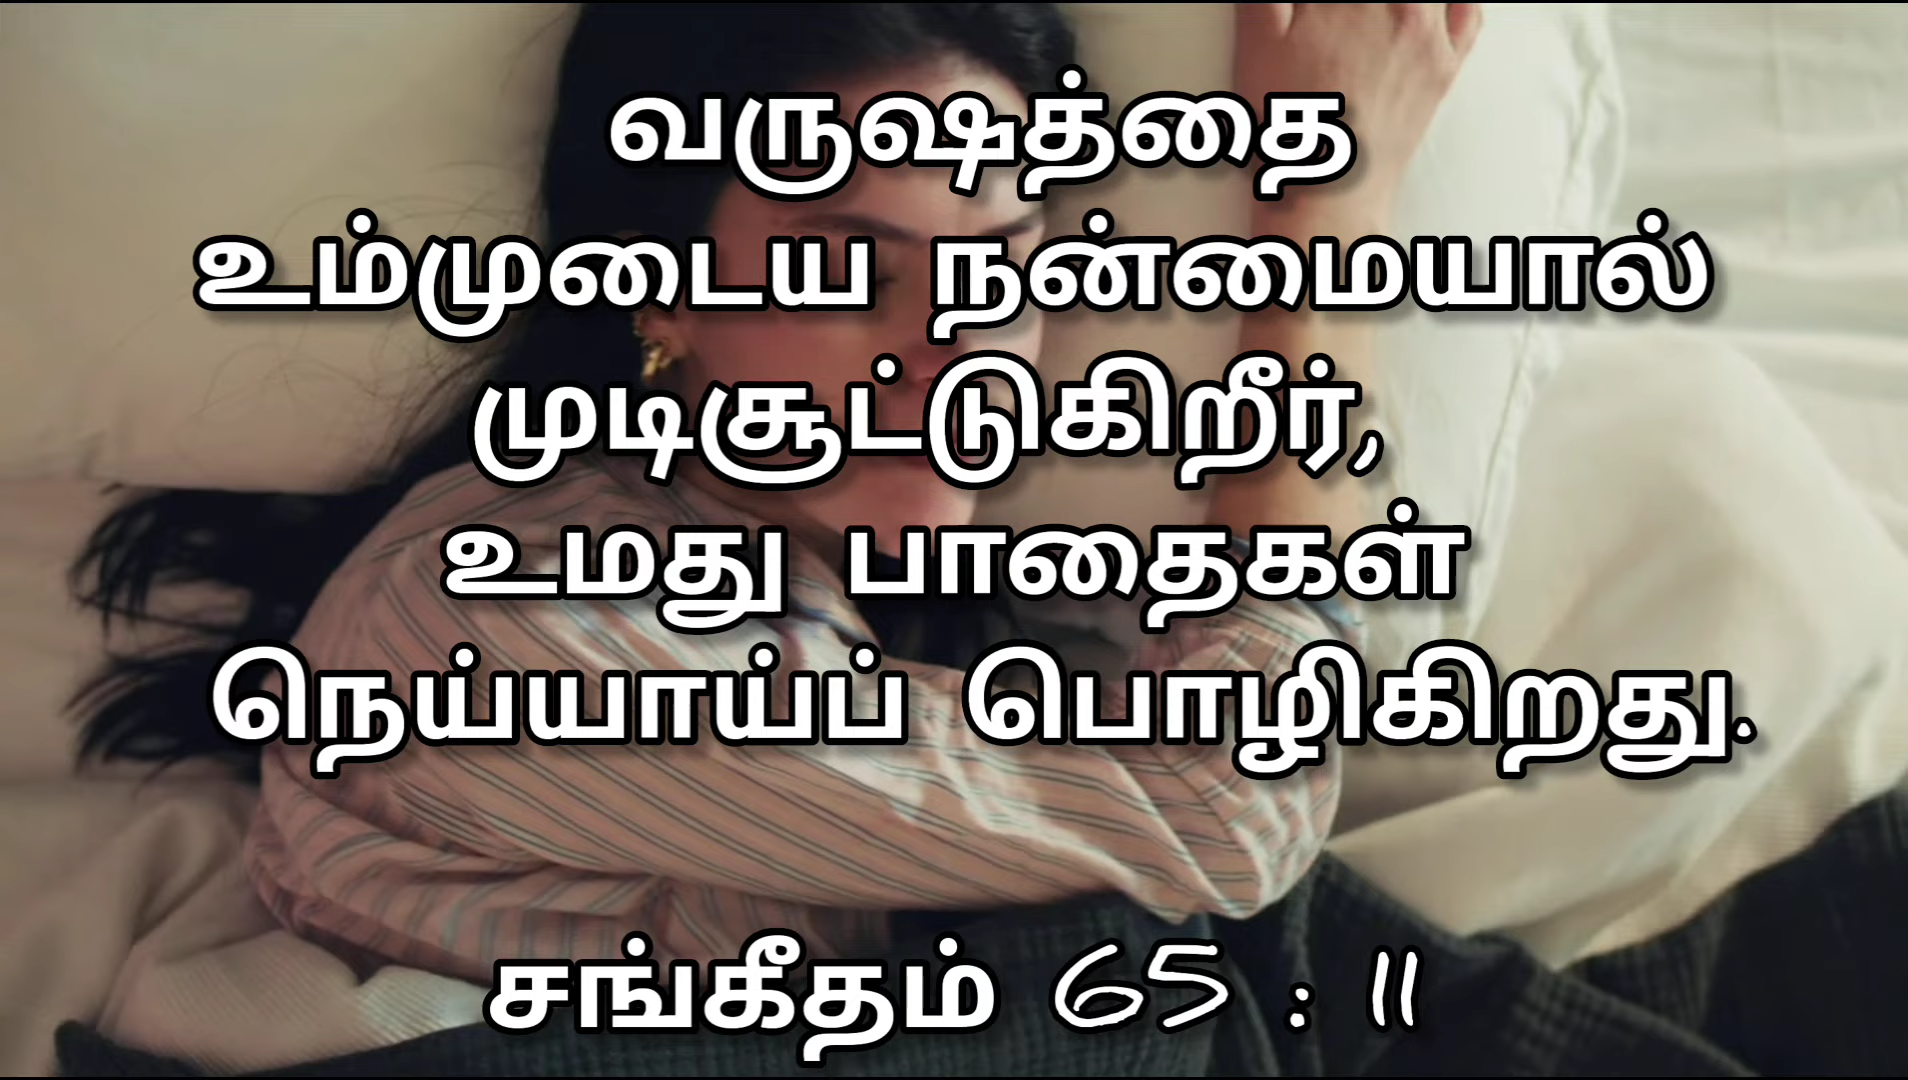 வருஷத்தை
உம்முடைய நன்மையால்
முடிசூட்டுகிறீர்,
உமது பாதைகள்
நெய்யாய்ப் பொழிகிறது.
சங்கீதம் 65 : 11